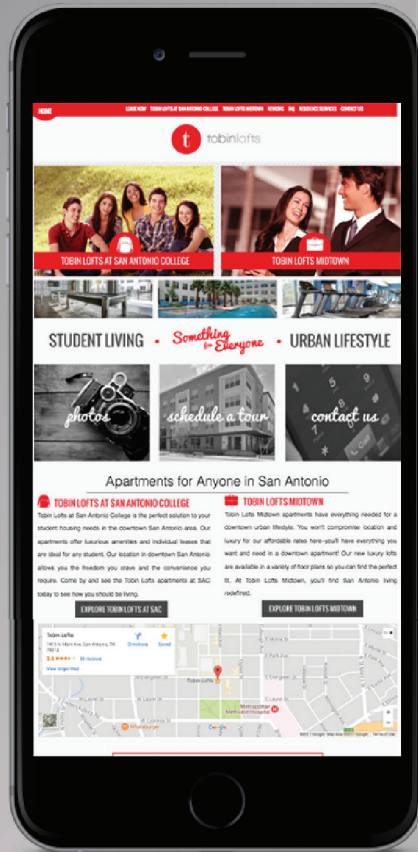 HOME
LEASE NOW TOBIN LOFTS AT SAN ANTONIO COLLEGE TOBIN LOFTS MIDTOWN REVIEWS FAQ RESIDENCE SERVICES CONTACT US
t tobinlofts
TOBIN LOFTS AT SAN ANTONIO COLLEGE
TOBIN LOFTS MIDTOWN
STUDENT LIVING • Something for Everyone • URBAN LIFESTYLE
photos
schedule a tour
contact us
Apartments for Anyone in San Antonio
TOBIN LOFTS AT SAN ANTONIO COLLEGE
Tobin Lofts at San Antonio College is the perfect solution to your
student housing needs in the downtown San Antonio area. Our
apartments offer luxurious amenities and individual leases that
are ideal for any student. Our location in downtown San Antonio
allows you the freedom you crave and the convenience you
require. Come by and see the Tobin Lofts apartments at SAC
today to see how you should be living.
EXPLORE TOBIN LOFTS AT SAC
TOBIN LOFTS MIDTOWN
Tobin Lofts Midtown apartments have everything needed for a
downtown urban lifestyle. You won't compromise location and
luxury for our affordable rates here-you'll have everything you
want and need in a downtown apartment! Our new luxury lofts
are available in a variety of floor plans so you can find the perfect
fit. At Tobin Lofts Midtown, you'll find San Antonio living
redefined.
EXPLORE TOBIN LOFTS MIDTOWN
Tobin Lofts
Directions
Saved
View larger map
Tobin Lofts
Metropolitan
Methodist Hospital
Whataburger
Google